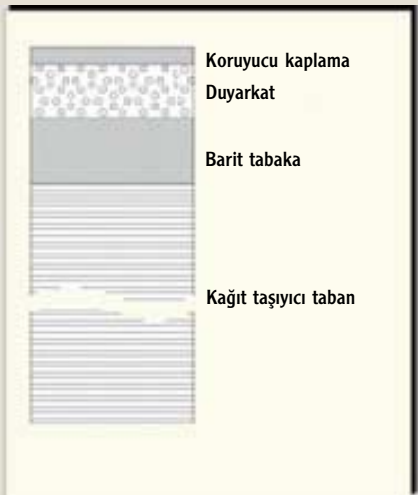 Koruyucu kaplama
Duyarkat
Barit tabaka
Kağıt taşıyıcı taban